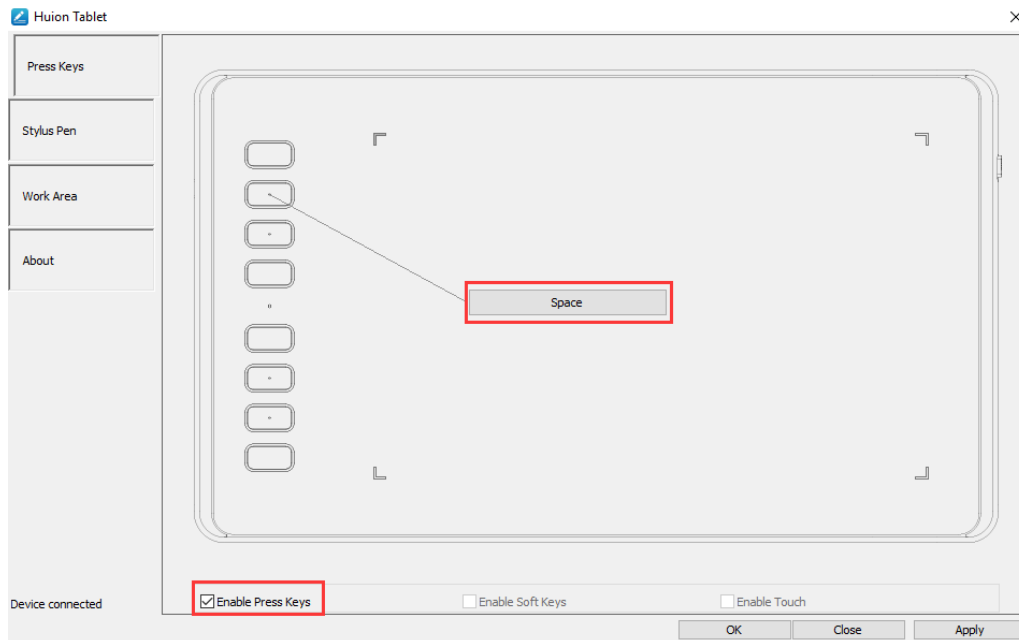 Huion Tablet
Press Keys
Stylus Pen
Work Area
About
Space
Device connected
Enable Press Keys
Enable Soft Keys
Enable Touch
OK
Close
Apply